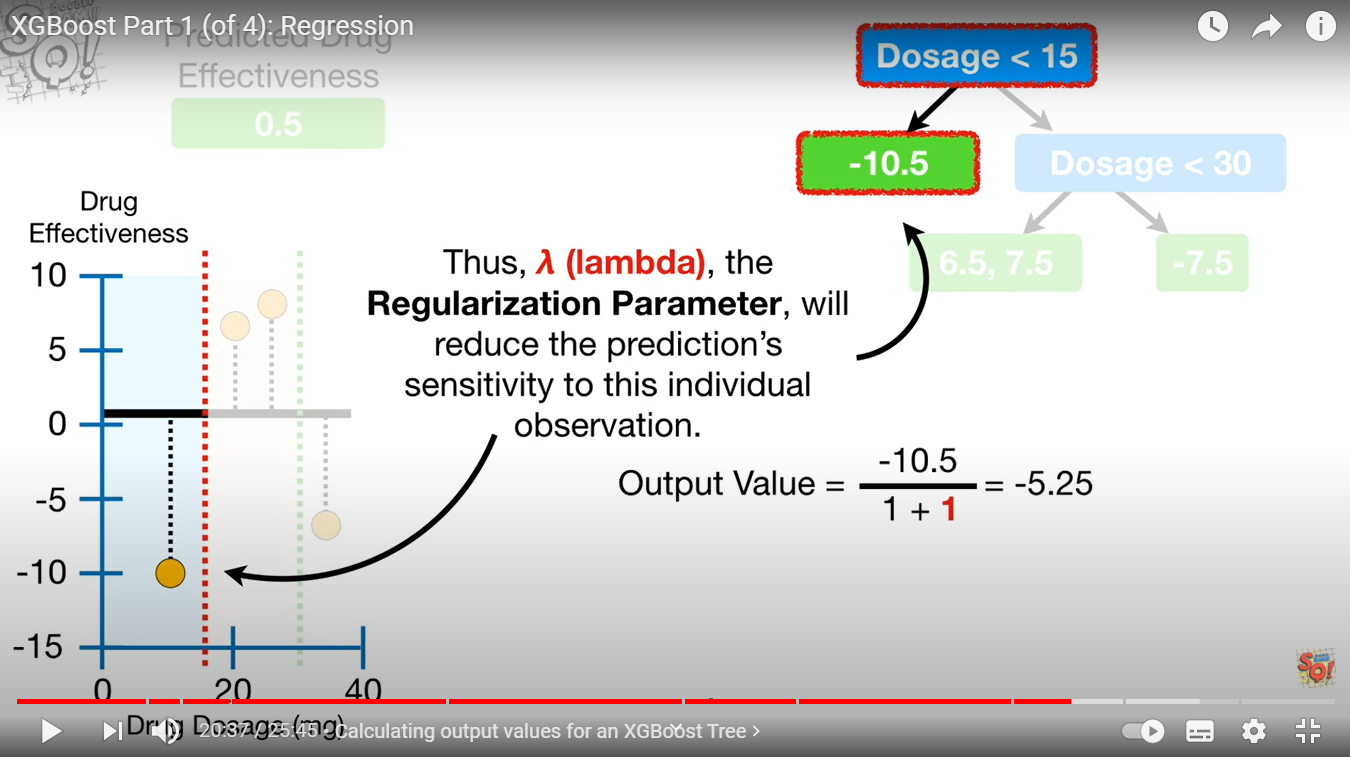 XGBoost Part 1 (of 4): Regression
Predicted Drug
Effectiveness
0.5
Dosage < 15
-10.5
Dosage < 30
6.5, 7.5
-7.5
Drug
Effectiveness
10
5
0
-5
-10
-15
0
20
40
Drug Dosage (mg)
Thus, λ (lambda), the
Regularization Parameter, will
reduce the prediction's
sensitivity to this individual
observation.
Output Value = -10.5 / 1 + 1 = -5.25
SQ!
20:37 / 25:45 • Calculating output values for an XGBoost Tree >